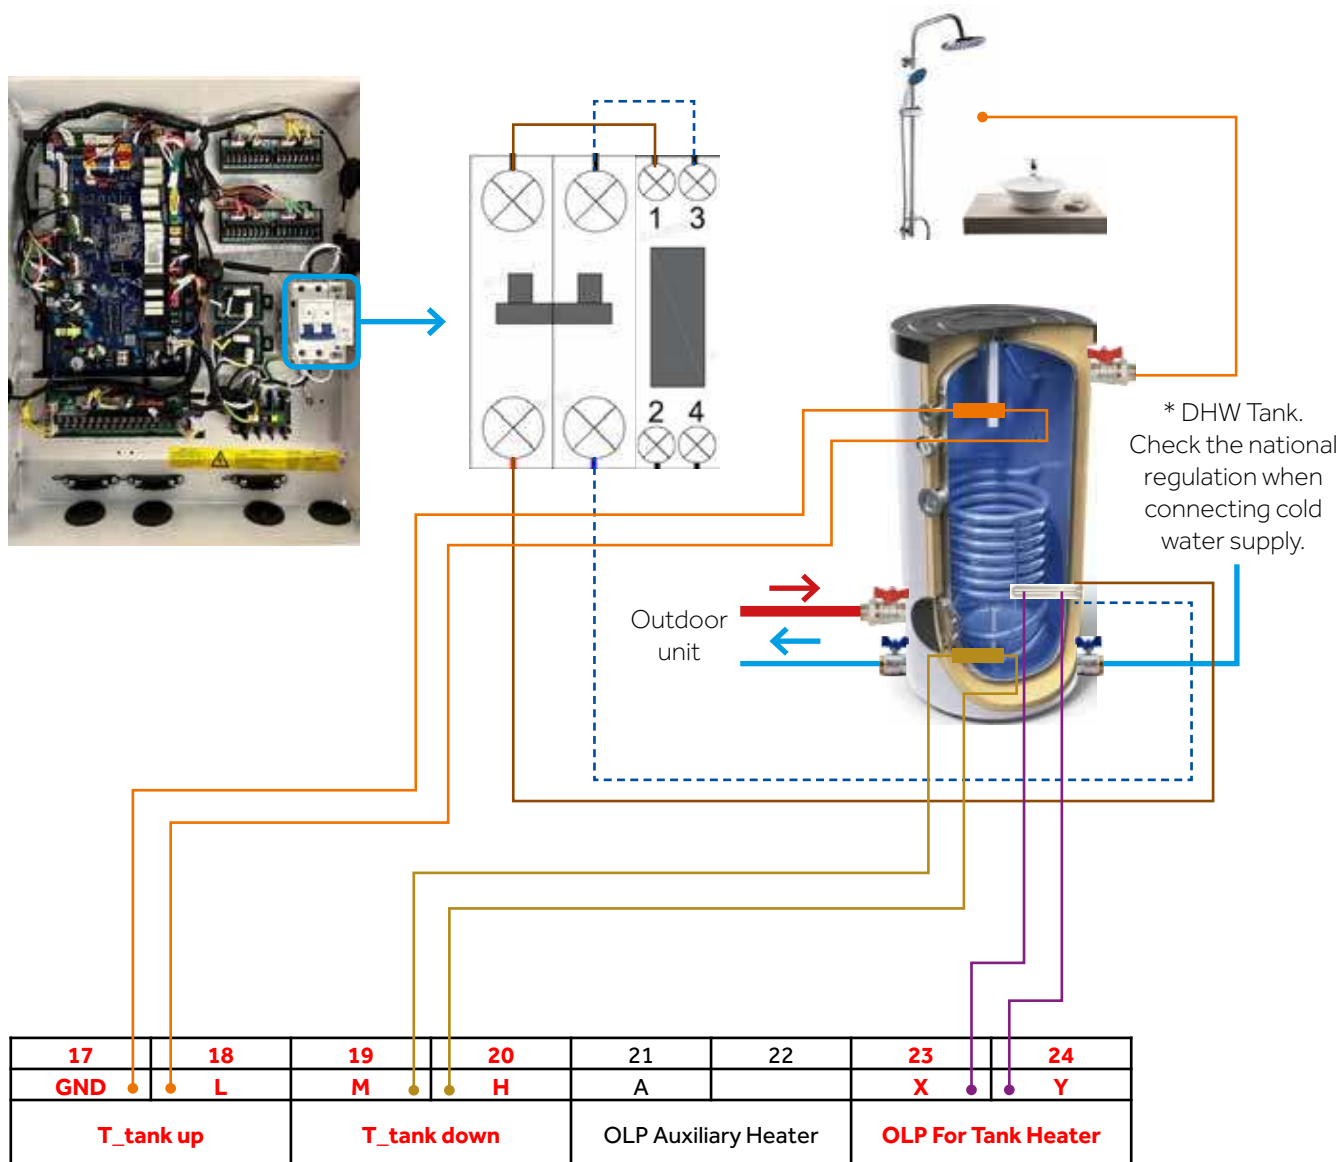 1 3
2 4
* DHW Tank.
Check the national
regulation when
connecting cold
water supply.
Outdoor
unit
17 18 19 20 21 22 23 24
GND L M H A X Y
T_tank up T_tank down OLP Auxiliary Heater OLP For Tank Heater